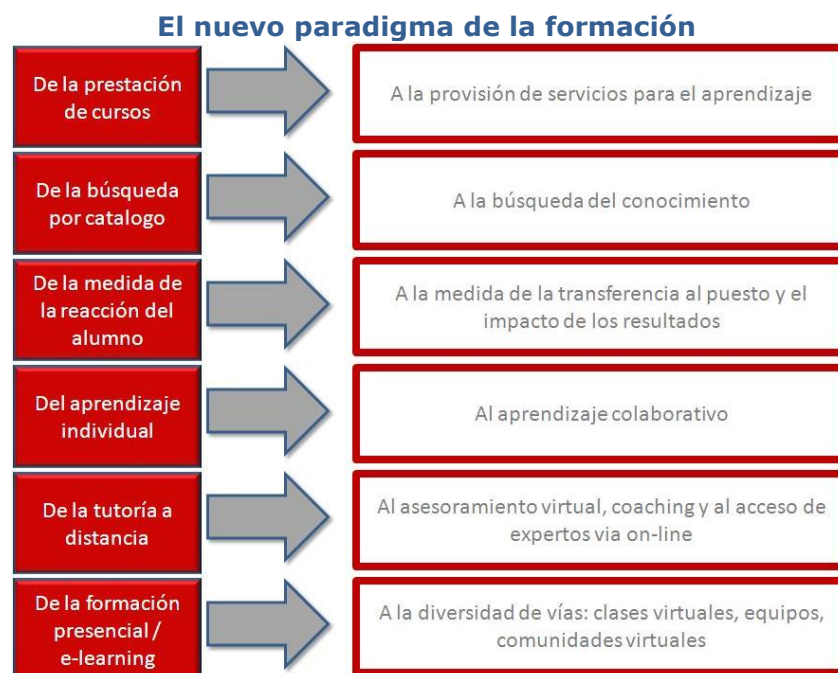 El nuevo paradigma de la formación
De la prestación
de cursos
A la provisión de servicios para el aprendizaje
De la búsqueda
por catalogo
A la búsqueda del conocimiento
De la medida de
la reacción del
alumno
A la medida de la transferencia al puesto y el
impacto de los resultados
Del aprendizaje
individual
Al aprendizaje colaborativo
De la tutoría a
distancia
Al asesoramiento virtual, coaching y al acceso de
expertos via on-line
De la formación
presencial /
e-learning
A la diversidad de vías: clases virtuales, equipos,
comunidades virtuales